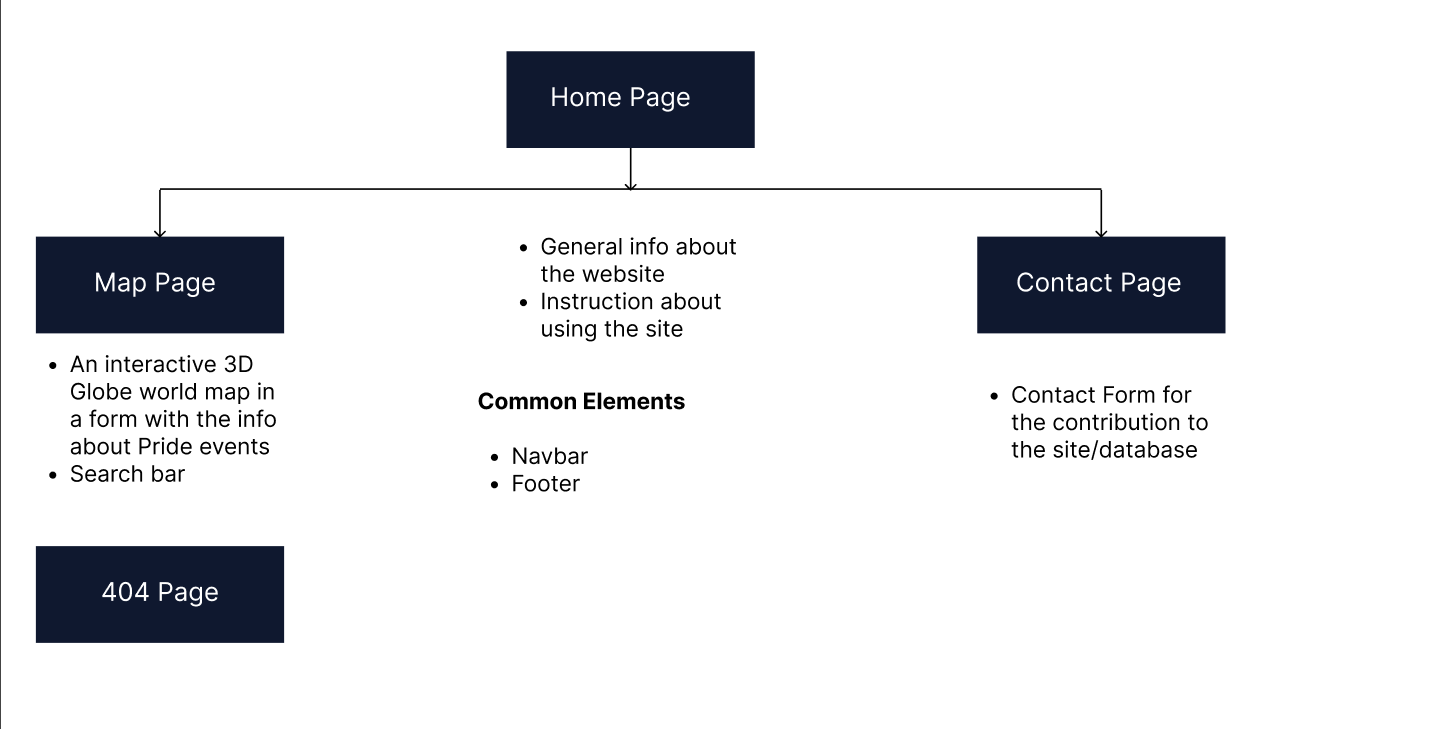 Home Page
Map Page
• An interactive 3D
Globe world map in
a form with the info
about Pride events
• Search bar
• General info about
the website
• Instruction about
using the site
Common Elements
• Navbar
• Footer
Contact Page
• Contact Form for
the contribution to
the site/database
404 Page